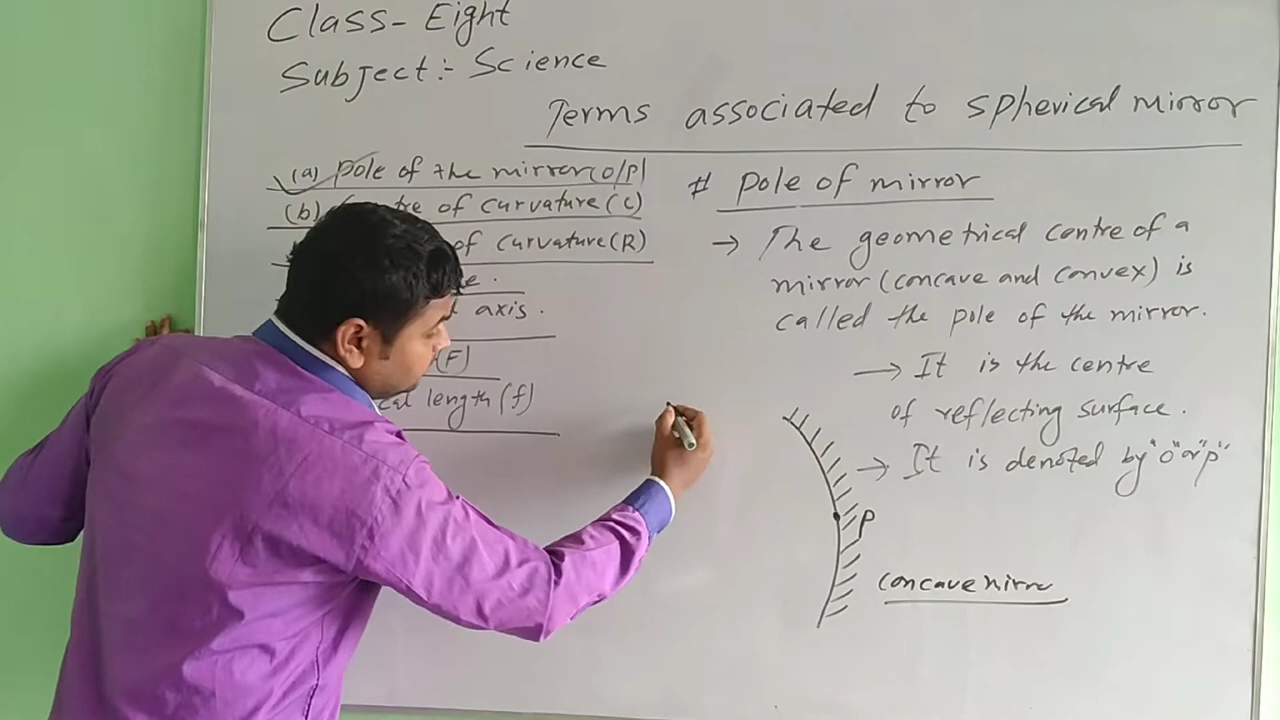 Class- Eight
Subject:- Science
Terms associated to spherical mirror
(a) Pole of the mirror(O/P)
(b) of curvature(C)
of curvature(R)
axis.
(F)
length(f)
# Pole of mirror
→ The geometrical centre of a
mirror (concave and convex) is
called the pole of the mirror.
→ It is the centre
of reflecting surface.
→ It is denoted by "O" or "P"
P
concave mirror